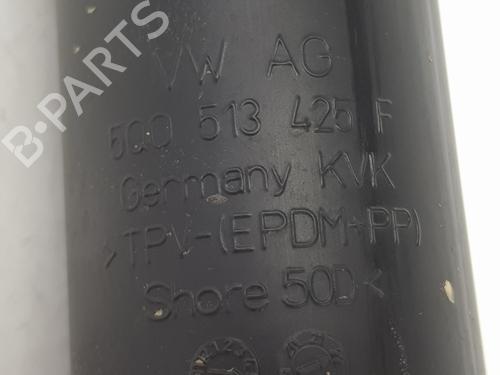 VW AG
5Q0 513 425 F
Germany KVK
>TPV-(EPDM+PP)
Shore 50D<
B-PARTS